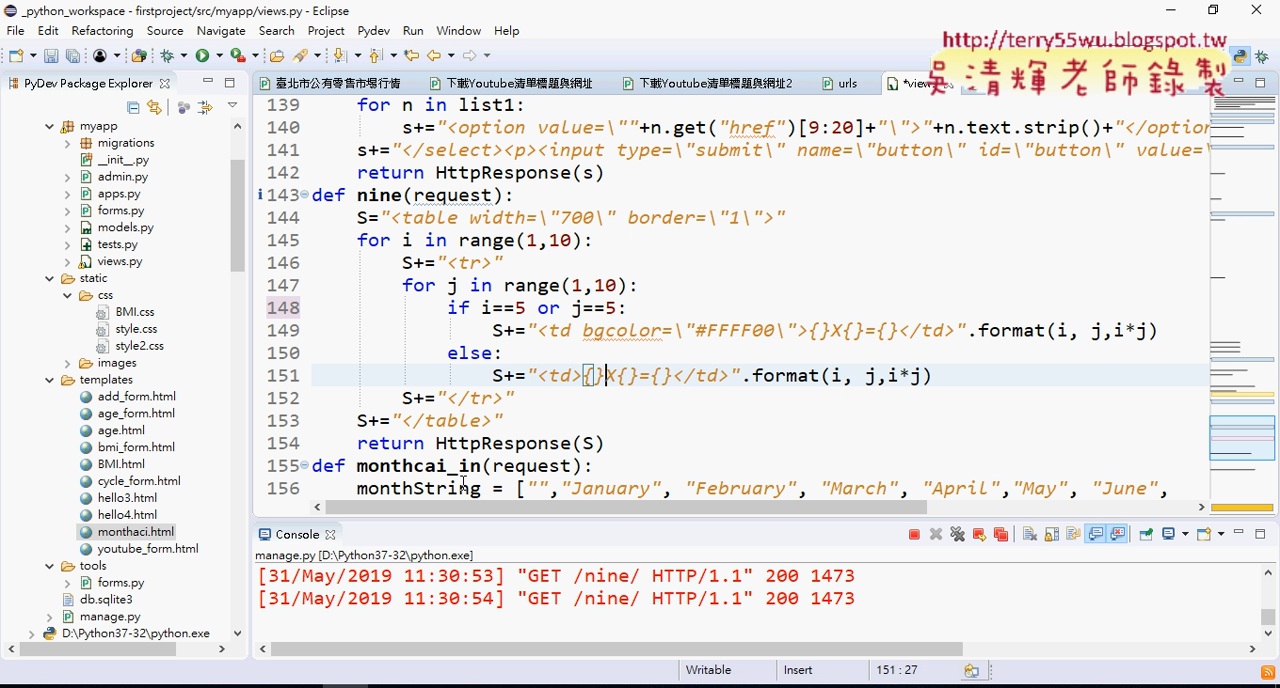 _python_workspace - firstproject/src/myapp/views.py - Eclipse
File Edit Refactoring Source Navigate Search Project Pydev Run Window Help
http://terry55wu.blogspot.tw
吳清輝老師錄製
PyDev Package Explorer
臺北市公有零售市場行情 下載Youtube清單標題與網址 下載Youtube清單標題與網址2 urls
myapp
migrations
__init__.py
admin.py
apps.py
forms.py
models.py
tests.py
views.py
static
css
BMI.css
style.css
style2.css
images
templates
add_form.html
age_form.html
age.html
bmi_form.html
BMI.html
cycle_form.html
hello3.html
hello4.html
monthaci.html
youtube_form.html
tools
forms.py
db.sqlite3
manage.py
D:\Python37-32\python.exe
139 for n in list1:
140 s+="<option value=\""+n.get("href")[9:20]+"\">"+n.text.strip()+"</option
141 s+="</select><p><input type=\"submit\" name=\"button\" id=\"button\" value=\
142 return HttpResponse(s)
143 def nine(request):
144 S="<table width=\"700\" border=\"1\">"
145 for i in range(1,10):
146 S+="<tr>"
147 for j in range(1,10):
148 if i==5 or j==5:
149 S+="<td bgcolor=\"#FFFF00\">{}X{}={}</td>".format(i, j,i*j)
150 else:
151 S+="<td>{}X{}={}</td>".format(i, j,i*j)
152 S+="</tr>"
153 S+="</table>"
154 return HttpResponse(S)
155 def monthcai_in(request):
156 monthString = ["","January", "February", "March", "April","May", "June",
Console
manage.py [D:\Python37-32\python.exe]
[31/May/2019 11:30:53] "GET /nine/ HTTP/1.1" 200 1473
[31/May/2019 11:30:54] "GET /nine/ HTTP/1.1" 200 1473
Writable Insert 151 : 27